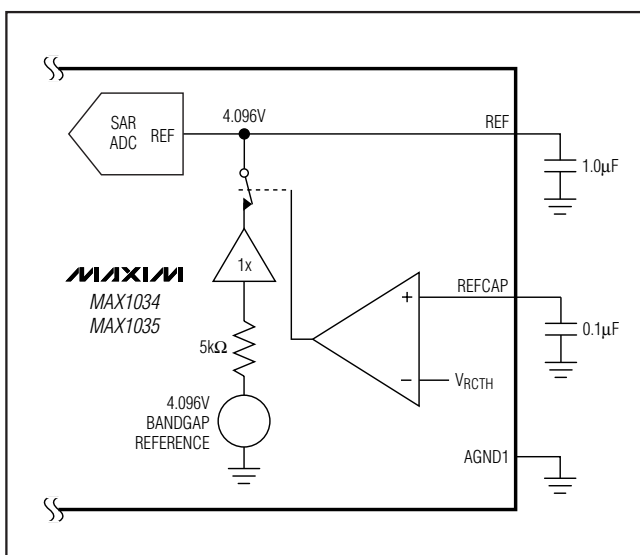 4.096V
REF
SAR
ADC
REF
1.0µF
1x
MAXIM
MAX1034
MAX1035
REFCAP
+
0.1µF
5kΩ
−
VRCTH
4.096V
BANDGAP
REFERENCE
AGND1